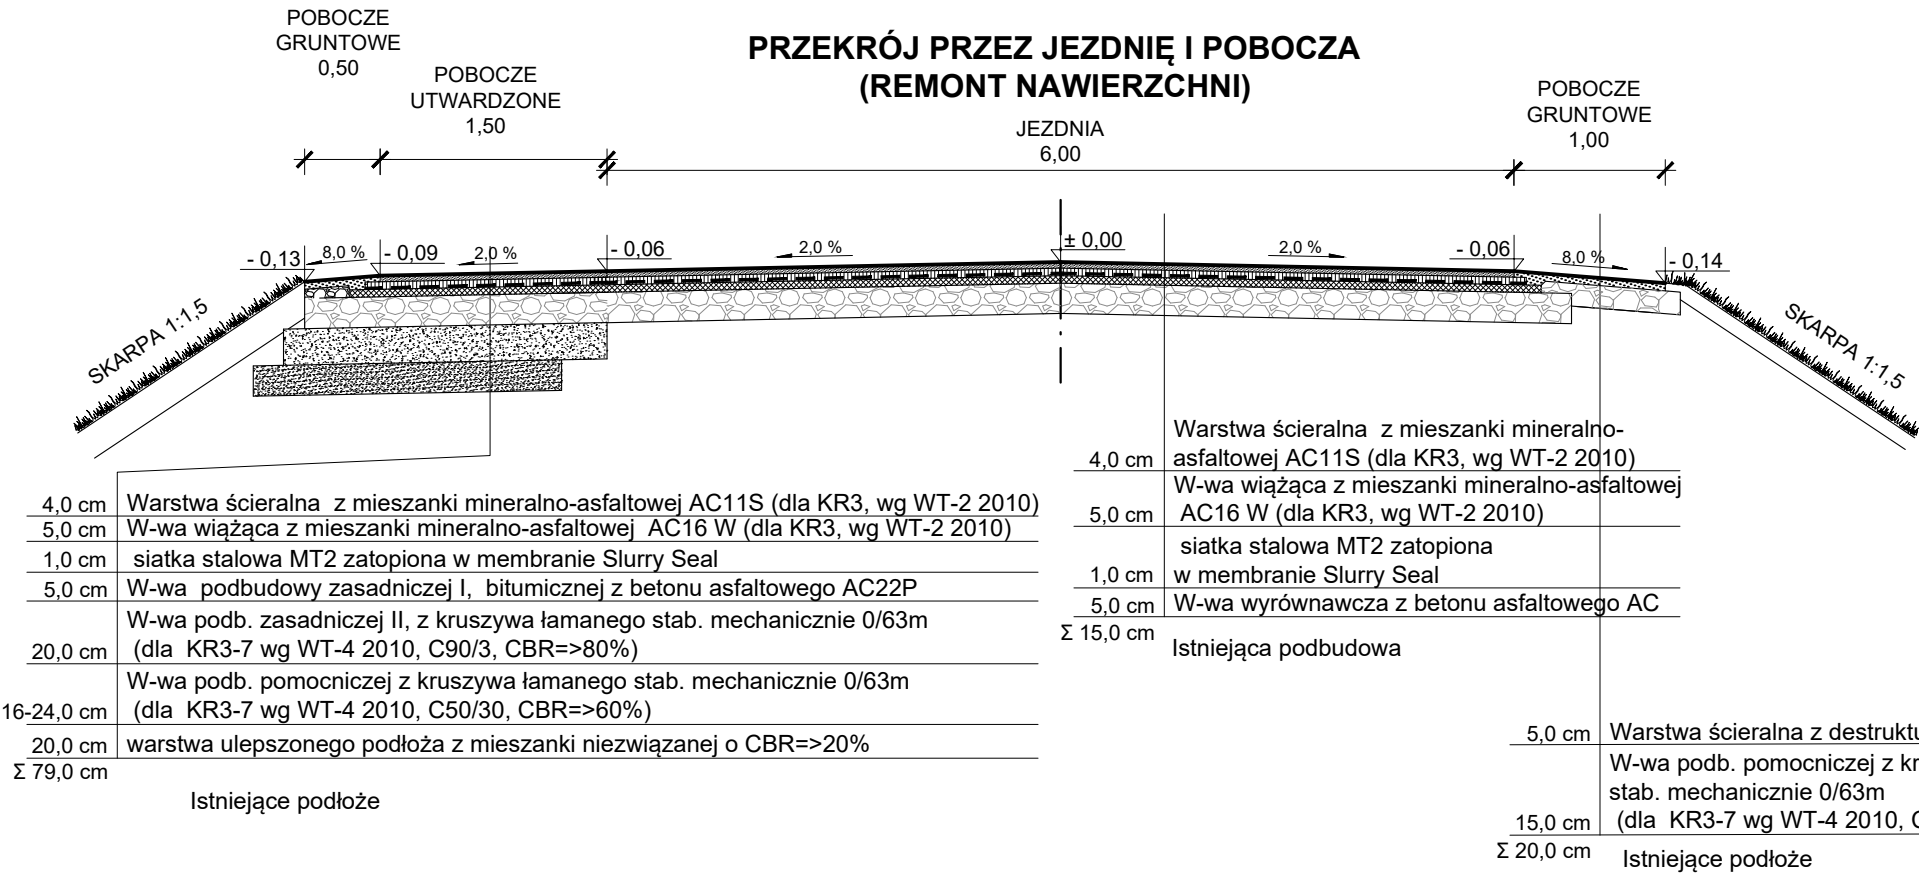 PRZEKRÓJ PRZEZ JEZDNIĘ I POBOCZA
(REMONT NAWIERZCHNI)
POBOCZE
GRUNTOWE
0,50
POBOCZE
UTWARDZONE
1,50
JEZDNIA
6,00
POBOCZE
GRUNTOWE
1,00
- 0,13
8,0 %
- 0,09
2,0 %
- 0,06
2,0 %
± 0,00
2,0 %
- 0,06
8,0 %
- 0,14
SKARPA 1:1,5
SKARPA 1:1,5
4,0 cm Warstwa ścieralna z mieszanki mineralno-asfaltowej AC11S (dla KR3, wg WT-2 2010)
5,0 cm W-wa wiążąca z mieszanki mineralno-asfaltowej AC16 W (dla KR3, wg WT-2 2010)
1,0 cm siatka stalowa MT2 zatopiona w membranie Slurry Seal
5,0 cm W-wa podbudowy zasadniczej I, bitumicznej z betonu asfaltowego AC22P
W-wa podb. zasadniczej II, z kruszywa łamanego stab. mechanicznie 0/63m
20,0 cm (dla KR3-7 wg WT-4 2010, C90/3, CBR=>80%)
W-wa podb. pomocniczej z kruszywa łamanego stab. mechanicznie 0/63m
16-24,0 cm (dla KR3-7 wg WT-4 2010, C50/30, CBR=>60%)
20,0 cm warstwa ulepszonego podłoża z mieszanki niezwiązanej o CBR=>20%
Σ 79,0 cm
Istniejące podłoże
Warstwa ścieralna z mieszanki mineralno-
4,0 cm asfaltowej AC11S (dla KR3, wg WT-2 2010)
W-wa wiążąca z mieszanki mineralno-asfaltowej
5,0 cm AC16 W (dla KR3, wg WT-2 2010)
siatka stalowa MT2 zatopiona
1,0 cm w membranie Slurry Seal
5,0 cm W-wa wyrównawcza z betonu asfaltowego AC
Σ 15,0 cm
Istniejąca podbudowa
5,0 cm Warstwa ścieralna z destruktu
W-wa podb. pomocniczej z kr
stab. mechanicznie 0/63m
15,0 cm (dla KR3-7 wg WT-4 2010, C
Σ 20,0 cm
Istniejące podłoże